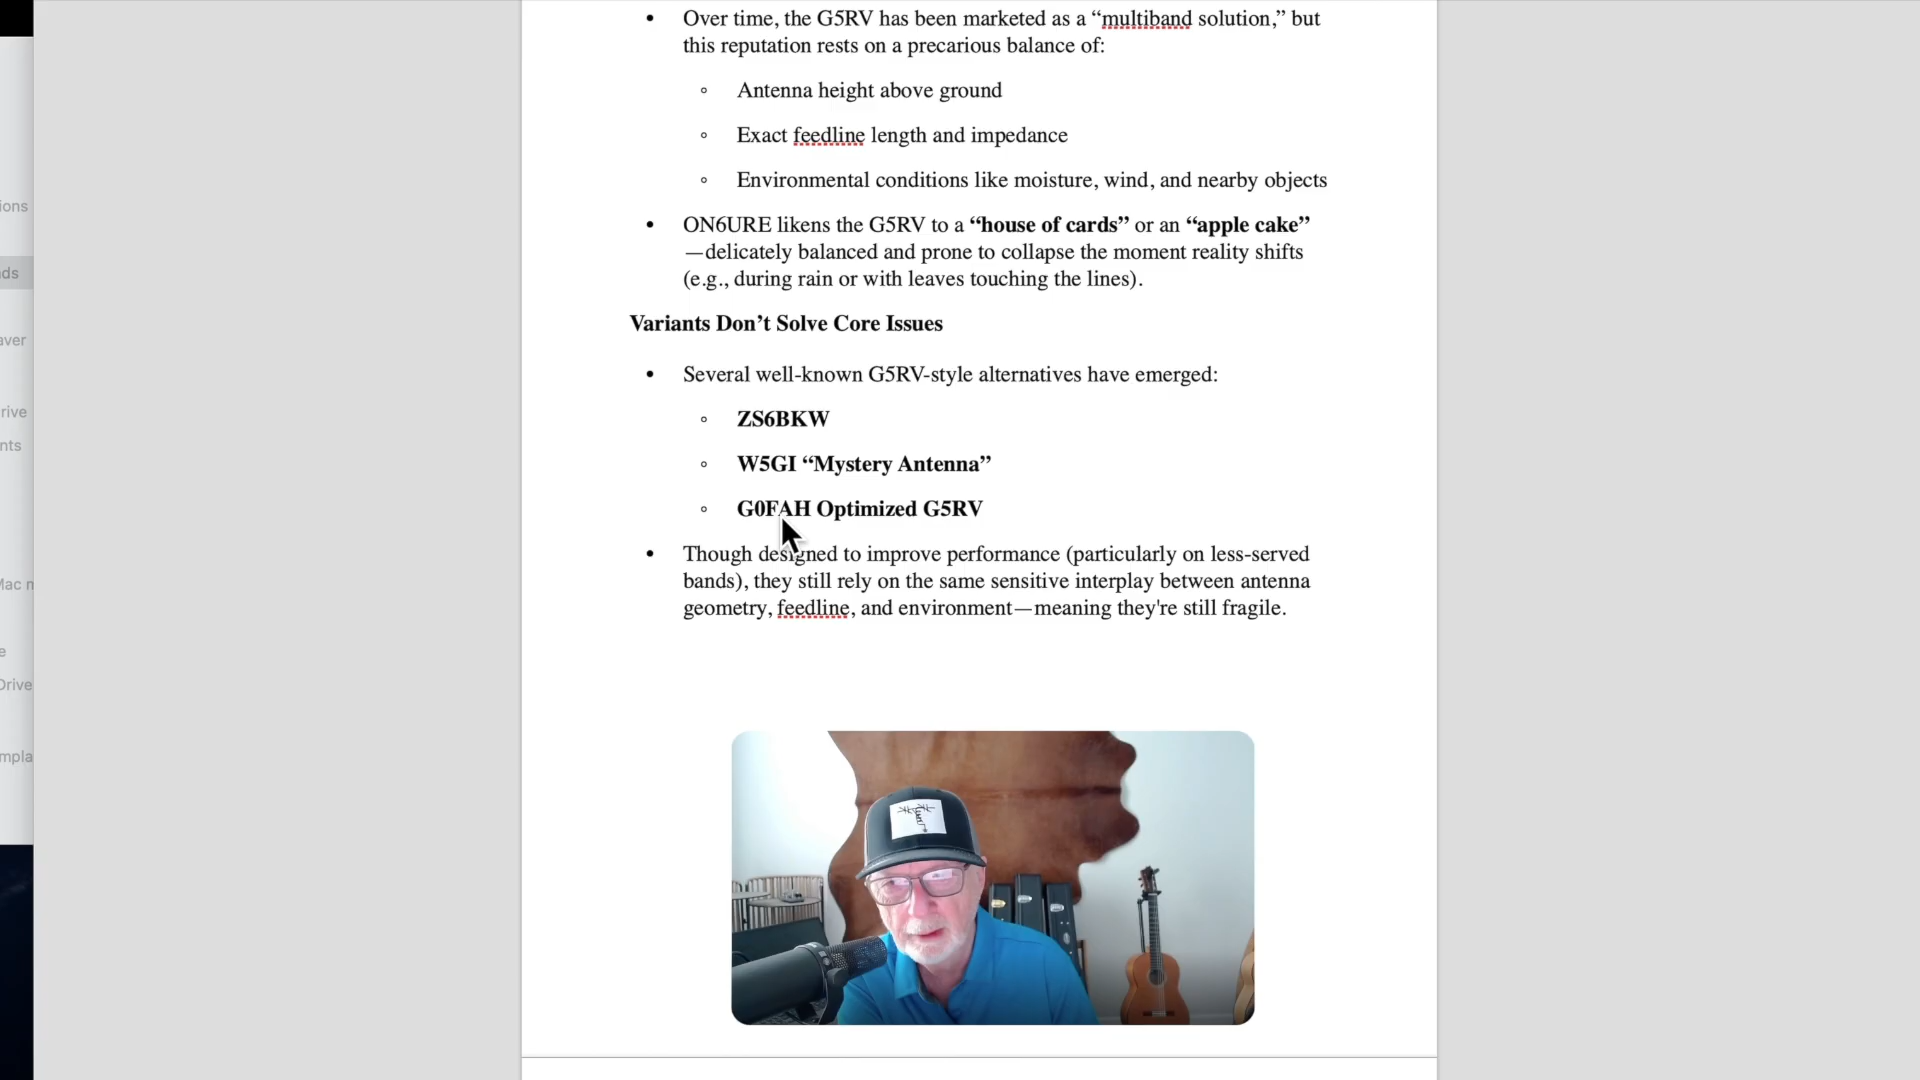 Over time, the G5RV has been marketed as a “multiband solution,” but
this reputation rests on a precarious balance of:
Antenna height above ground
Exact feedline length and impedance
Environmental conditions like moisture, wind, and nearby objects
ON6URE likens the G5RV to a “house of cards” or an “apple cake”
—delicately balanced and prone to collapse the moment reality shifts
(e.g., during rain or with leaves touching the lines).
Variants Don’t Solve Core Issues
Several well-known G5RV-style alternatives have emerged:
ZS6BKW
W5GI “Mystery Antenna”
G0FAH Optimized G5RV
Though designed to improve performance (particularly on less-served
bands), they still rely on the same sensitive interplay between antenna
geometry, feedline, and environment—meaning they're still fragile.
ions
ds
aver
rive
nts
Mac m
e
Drive
mpla